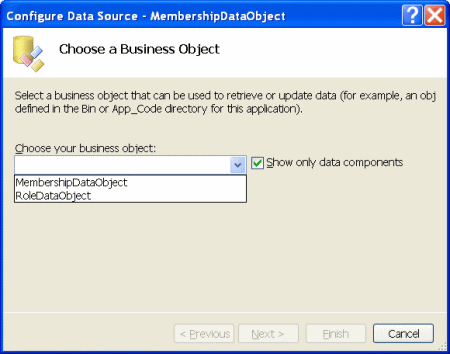 Configure Data Source - MembershipDataObject
Choose a Business Object
Select a business object that can be used to retrieve or update data (for example, an obj
defined in the Bin or App_Code directory for this application).
Choose your business object:
Show only data components
MembershipDataObject
RoleDataObject
< Previous
Next >
Finish
Cancel